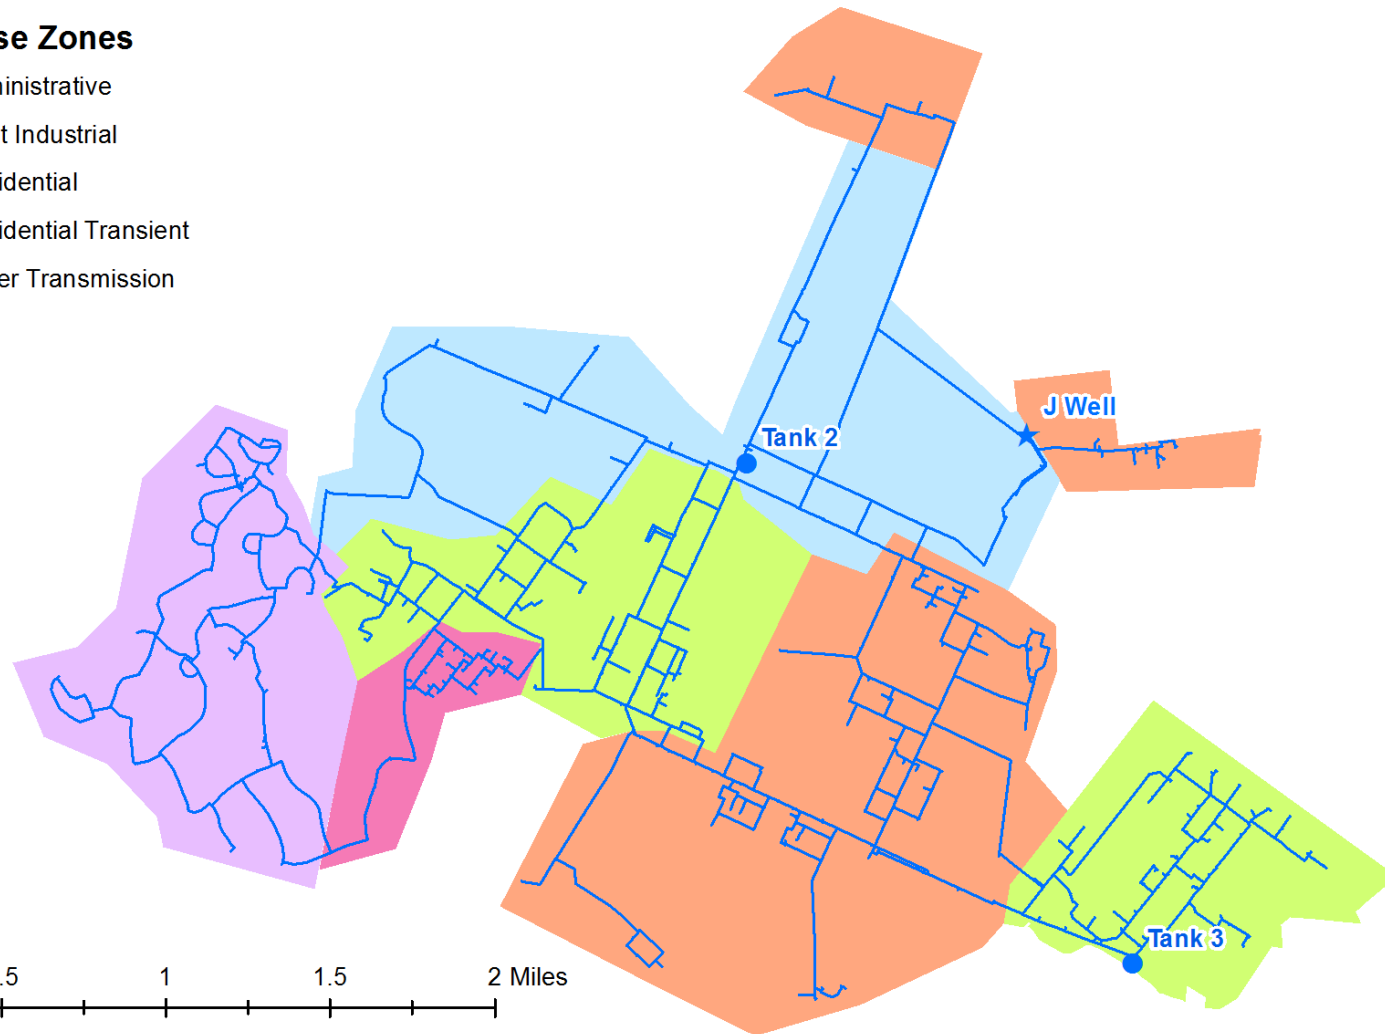 se Zones
ninistrative
t Industrial
idential
idential Transient
er Transmission
J Well
Tank 2
Tank 3
.5 1 1.5 2 Miles